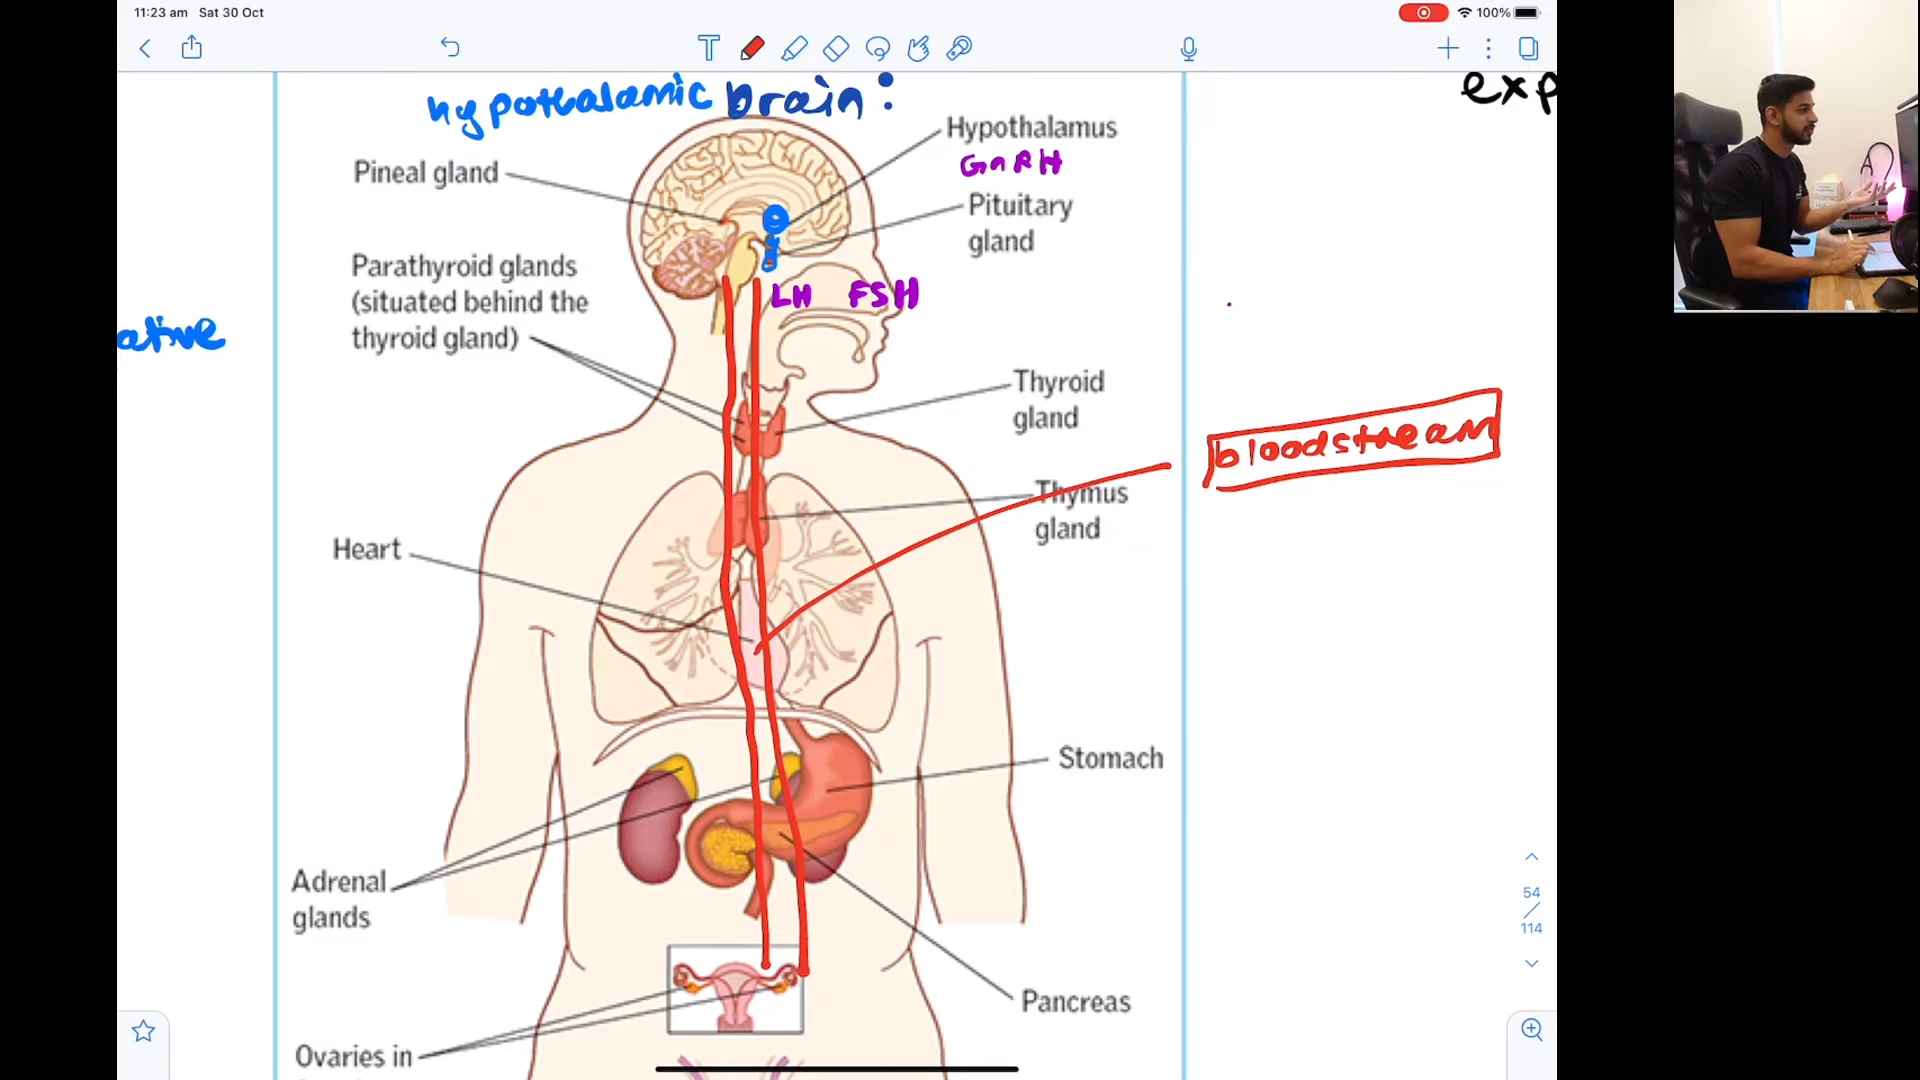 11:23 am Sat 30 Oct
100%
hypothalamic brain:
exp
Hypothalamus
GnRH
Pineal gland
Pituitary
gland
Parathyroid glands
(situated behind the
thyroid gland)
LH FSH
ative
Thyroid
gland
bloodstream
Thymus
gland
Heart
Stomach
Adrenal
glands
54
114
Pancreas
Ovaries in